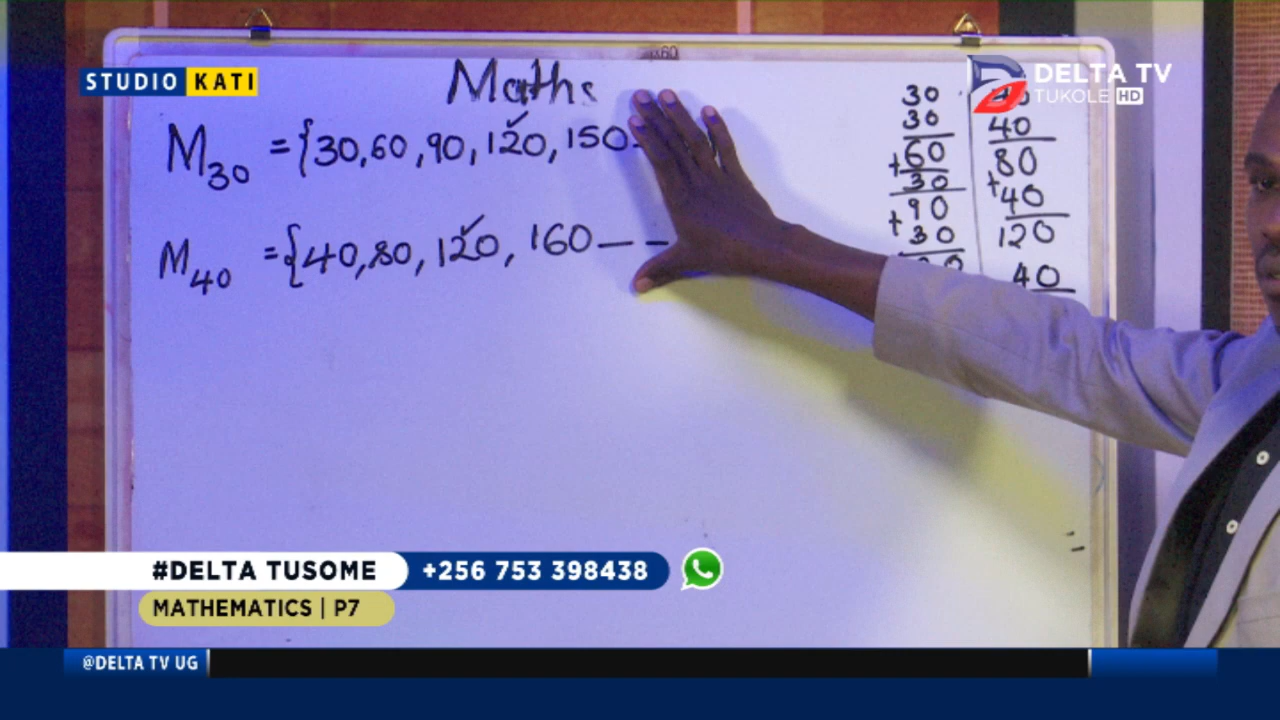 STUDIO KATI
DELTA TV
TUKOLE HD
Maths
M30 = {30,60,90,120,150
M40 = {40,80,120,160 – –
30
30
60
+ 30
90
+ 30
40
80
+ 40
120
40
#DELTA TUSOME +256 753 398438
MATHEMATICS | P7
@DELTA TV UG